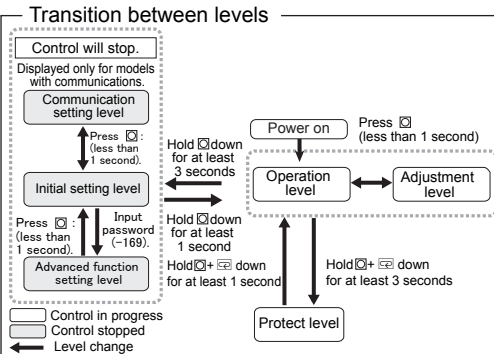 Transition between levels
Control will stop.
Displayed only for models
with communications.
Communication
setting level
Press :
(less than
1 second).
Initial setting level
Press :
(less than
1 second).
Input
password
(-169).
Advanced function
setting level
Control in progress
Control stopped
Level change
Hold down
for at least
3 seconds
Hold down
for at least
1 second
Power on
Press
(less than 1 second)
Operation
level
Adjustment
level
Hold + down
for at least 1 second
Hold + down
for at least 3 seconds
Protect level